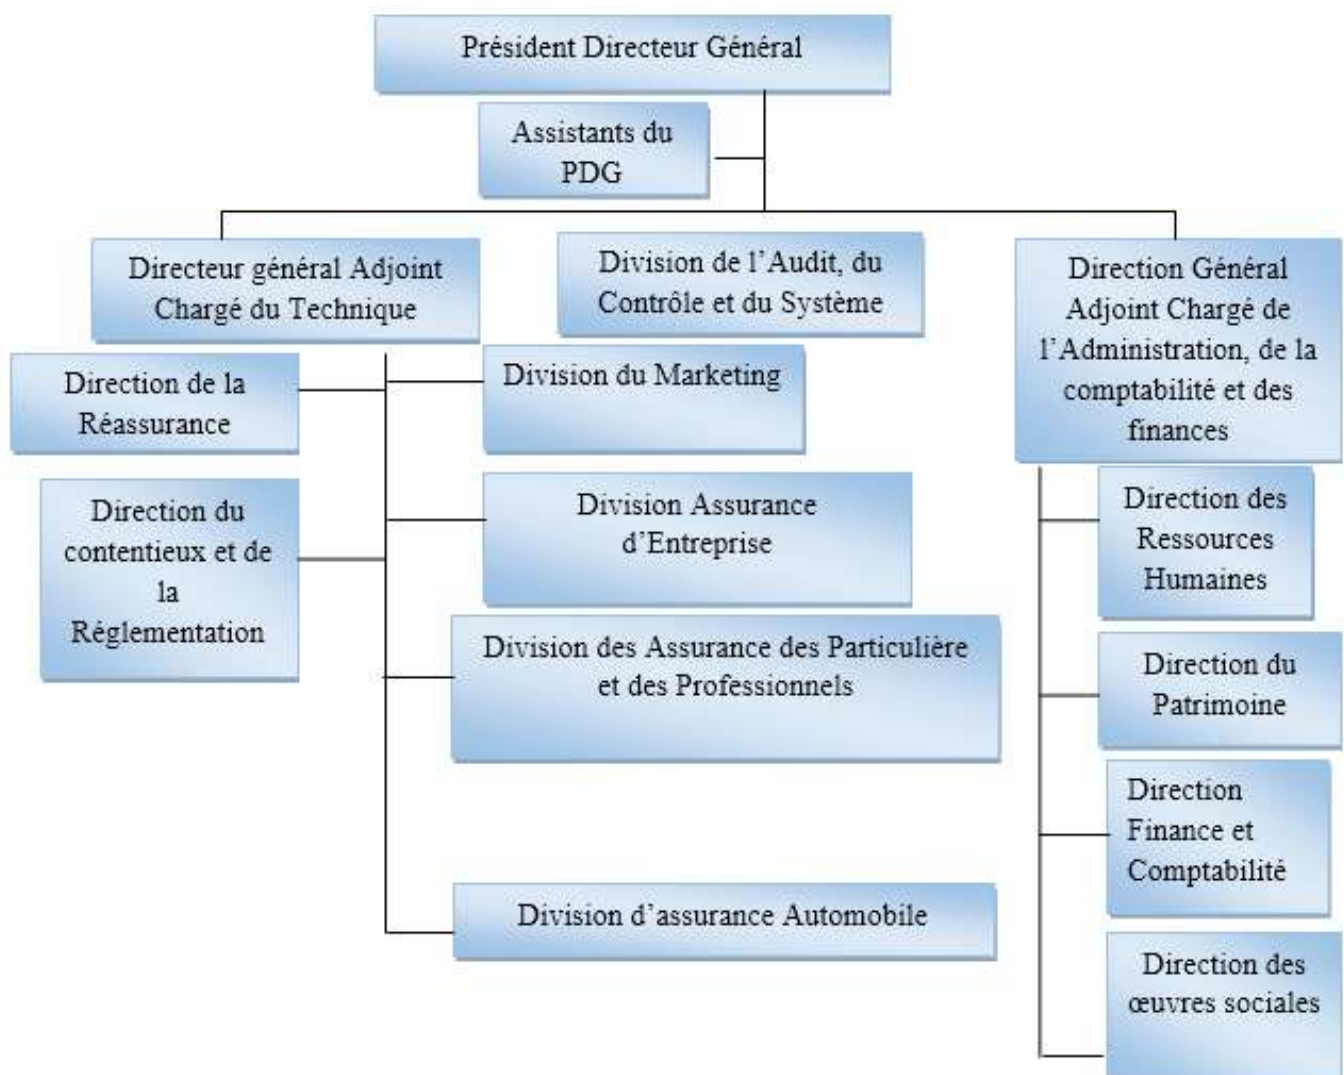 Président Directeur Général
Assistants du
PDG
Directeur général Adjoint
Chargé du Technique
Division de l’Audit, du
Contrôle et du Système
Direction Général
Adjoint Chargé de
l’Administration, de la
comptabilité et des
finances
Direction de la
Réassurance
Division du Marketing
Direction du
contentieux et de
la
Réglementation
Division Assurance
d’Entreprise
Division des Assurance des Particulière
et des Professionnels
Division d’assurance Automobile
Direction des
Ressources
Humaines
Direction du
Patrimoine
Direction
Finance et
Comptabilité
Direction des
œuvres sociales